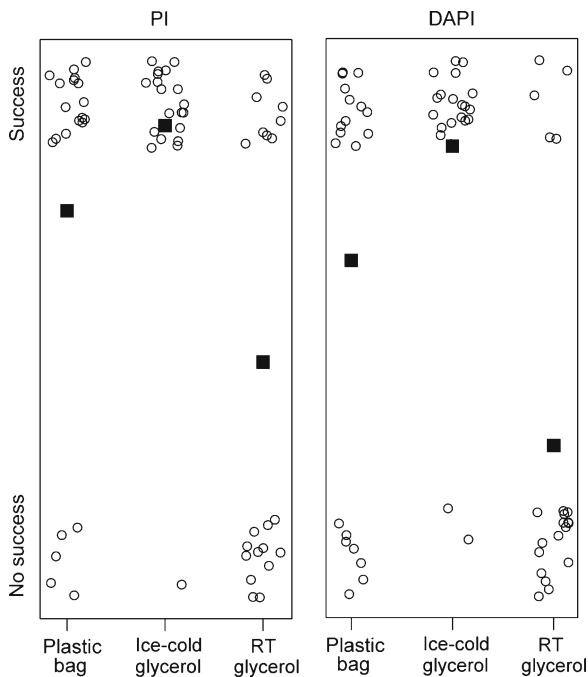 PI
DAPI
Success
No success
Plastic
bag
Ice-cold
glycerol
RT
glycerol
Plastic
bag
Ice-cold
glycerol
RT
glycerol